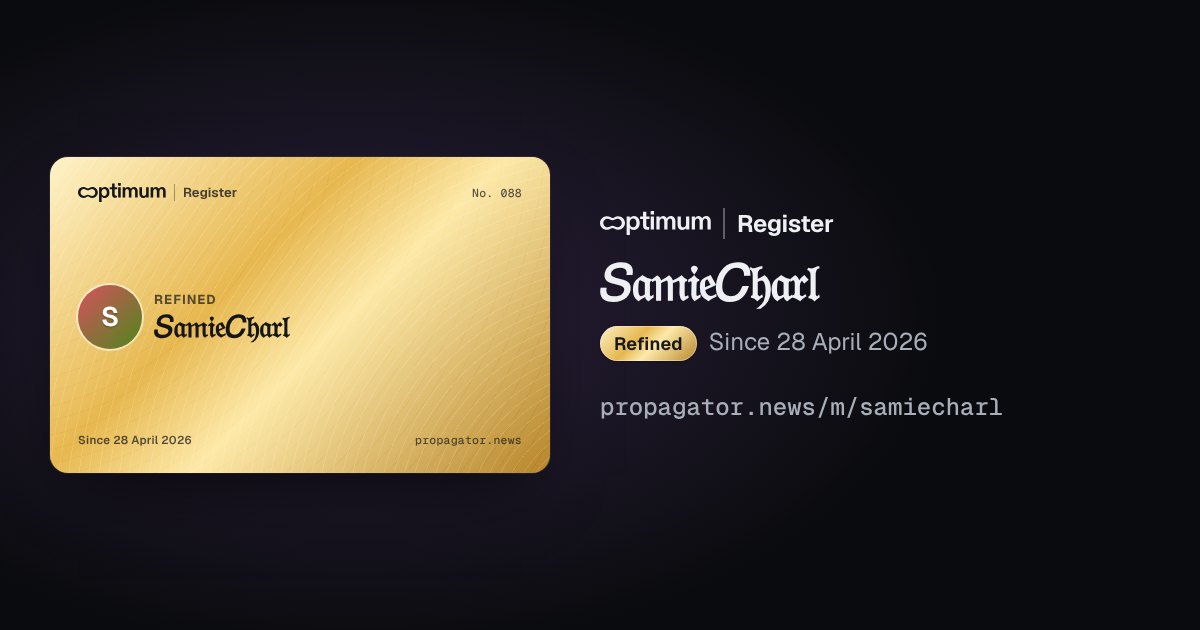 optimum | Register
No. 088
S
REFINED
SamieCharl
Since 28 April 2026
propagator.news
optimum | Register
SamieCharl
Refined Since 28 April 2026
propagator.news/m/samiecharl